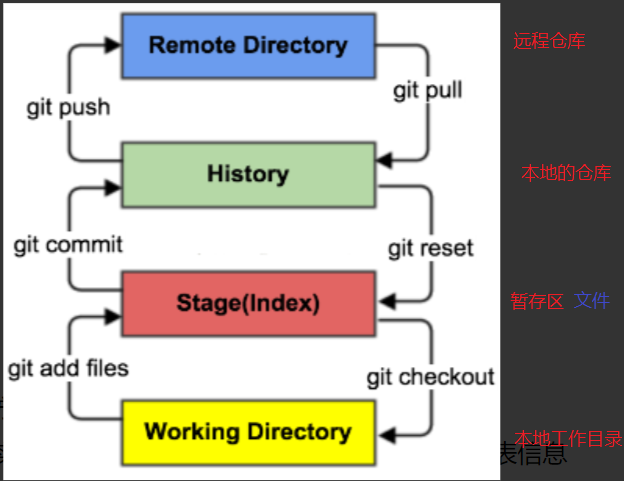 Remote Directory
远程仓库
git push
git pull
History
本地的仓库
git commit
git reset
Stage(Index)
暂存区 文件
git add files
git checkout
Working Directory
本地工作目录
表信息